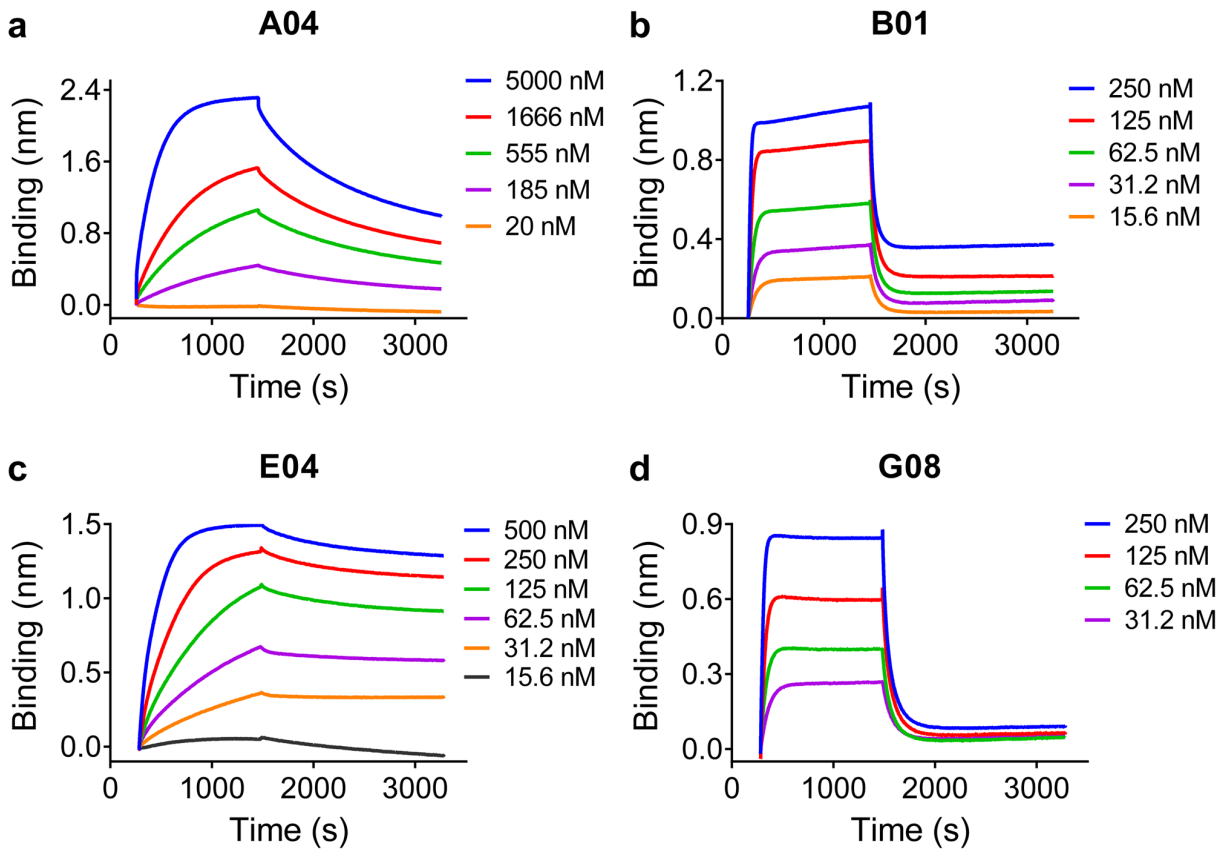 a
A04
Binding (nm)
2.4
1.6
0.8
0.0
0
1000
2000
3000
Time (s)
5000 nM
1666 nM
555 nM
185 nM
20 nM
b
B01
Binding (nm)
1.2
0.8
0.4
0.0
0
1000
2000
3000
Time (s)
250 nM
125 nM
62.5 nM
31.2 nM
15.6 nM
c
E04
Binding (nm)
1.5
1.0
0.5
0.0
0
1000
2000
3000
Time (s)
500 nM
250 nM
125 nM
62.5 nM
31.2 nM
15.6 nM
d
G08
Binding (nm)
0.9
0.6
0.3
0.0
0
1000
2000
3000
Time (s)
250 nM
125 nM
62.5 nM
31.2 nM